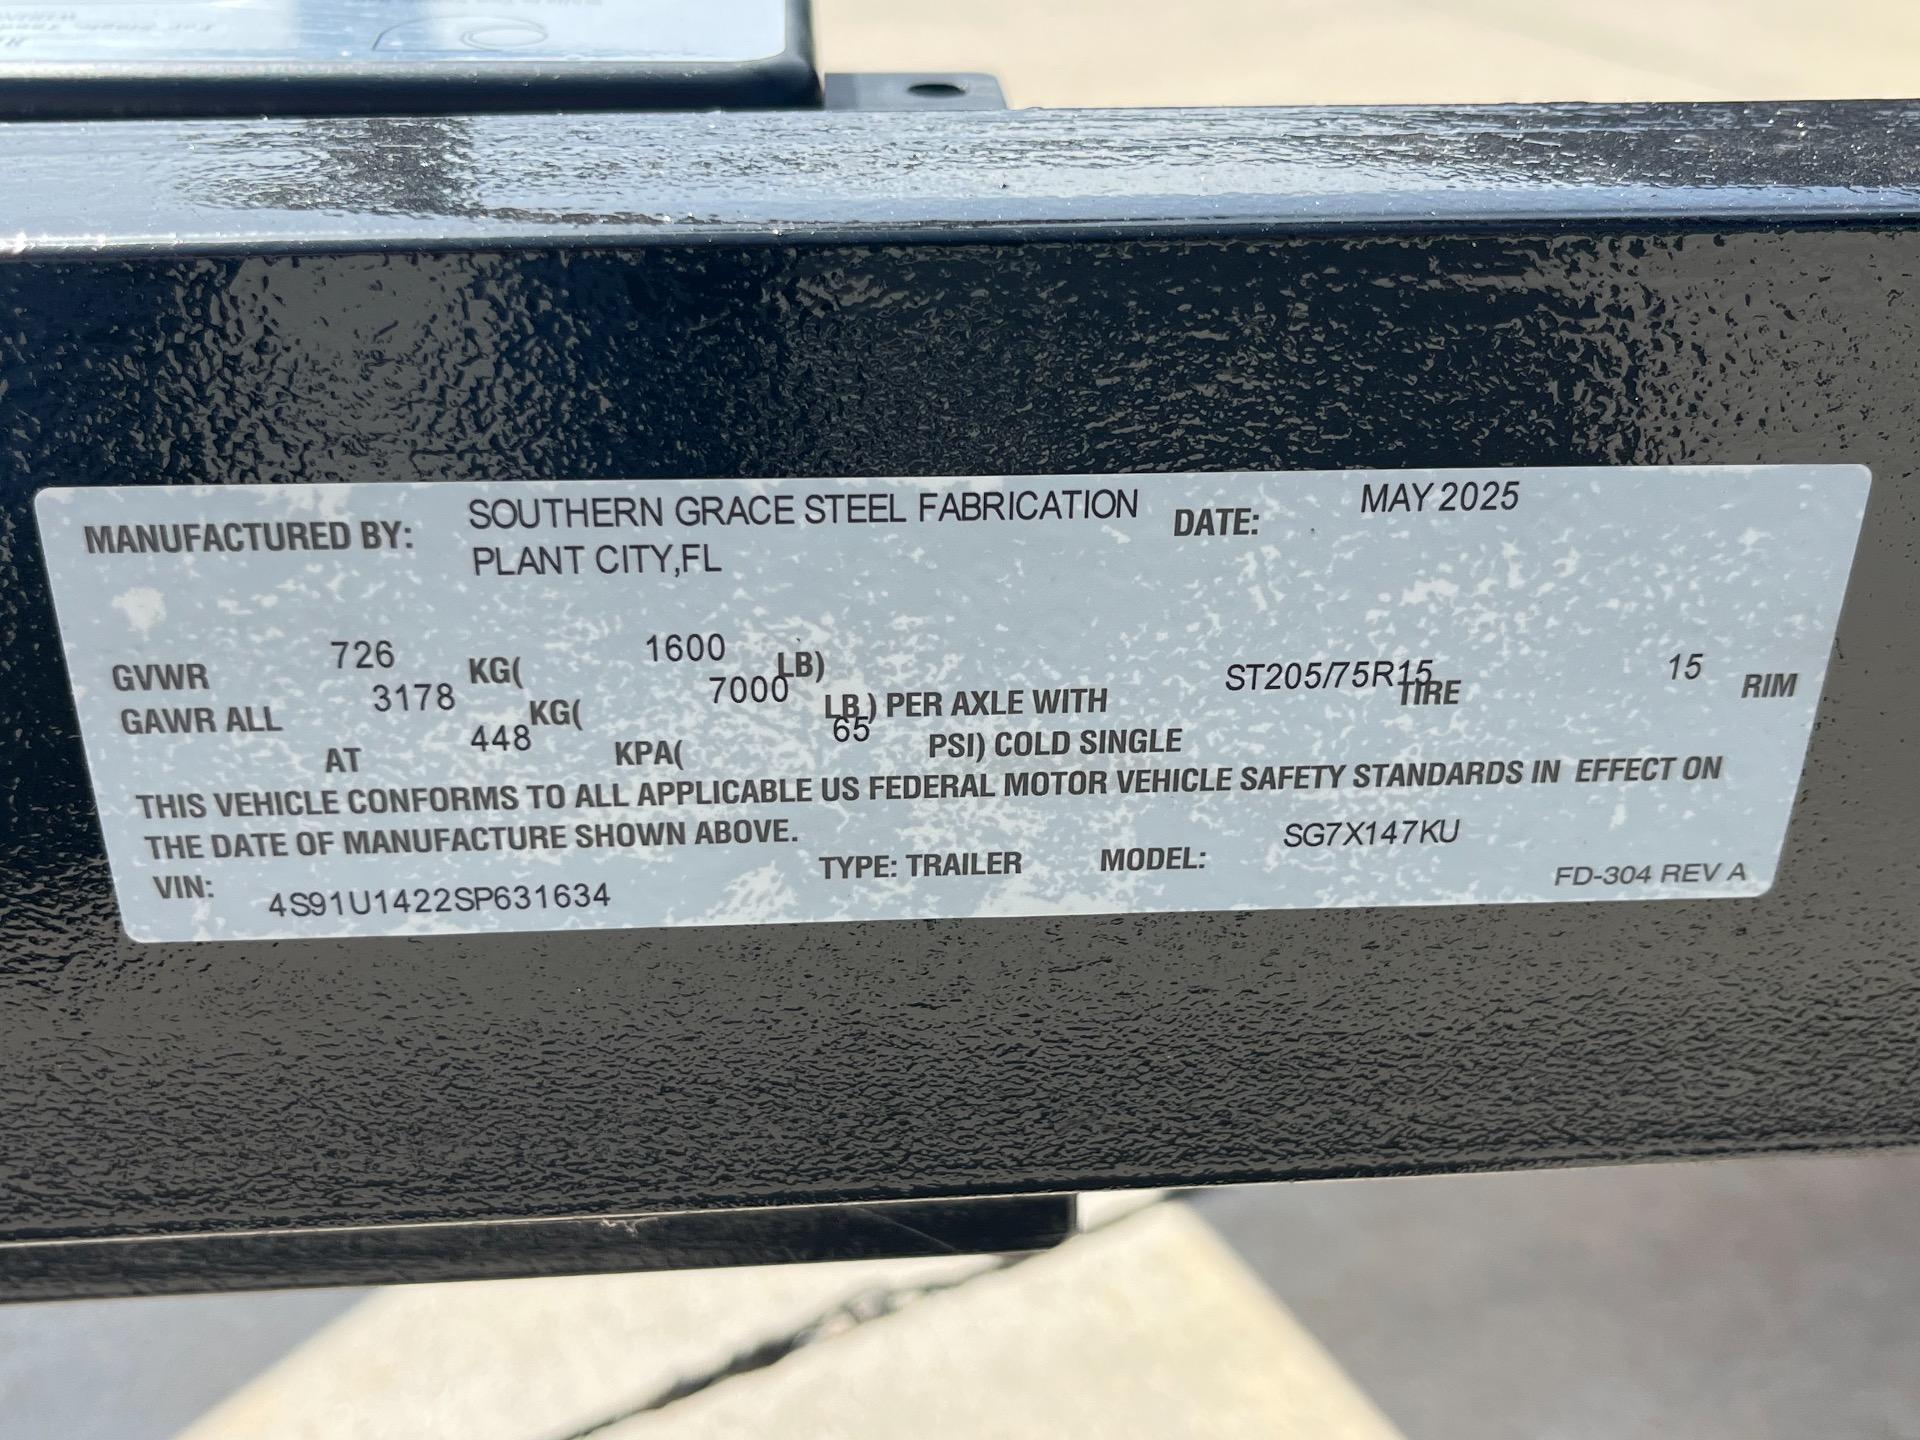 MANUFACTURED BY: SOUTHERN GRACE STEEL FABRICATION DATE: MAY 2025
PLANT CITY,FL
GVWR 726 KG( 1600 LB)
GAWR ALL 3178 KG( 7000 LB) PER AXLE WITH ST205/75R15 TIRE 15 RIM
AT 448 KPA( 65 PSI) COLD SINGLE
THIS VEHICLE CONFORMS TO ALL APPLICABLE US FEDERAL MOTOR VEHICLE SAFETY STANDARDS IN EFFECT ON
THE DATE OF MANUFACTURE SHOWN ABOVE.
VIN: 4S91U1422SP631634 TYPE: TRAILER MODEL: SG7X147KU
FD-304 REV A